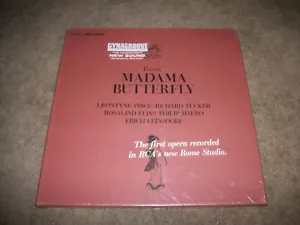 DYNAGROOVE
NEW SOUND
Puccini
MADAMA
BUTTERFLY
LEONTYNE PRICE·RICHARD TUCKER
ROSALIND ELIAS·PHILIP MAERO
ERICH LEINSDORF
The first opera recorded
in RCA's new Rome Studio.